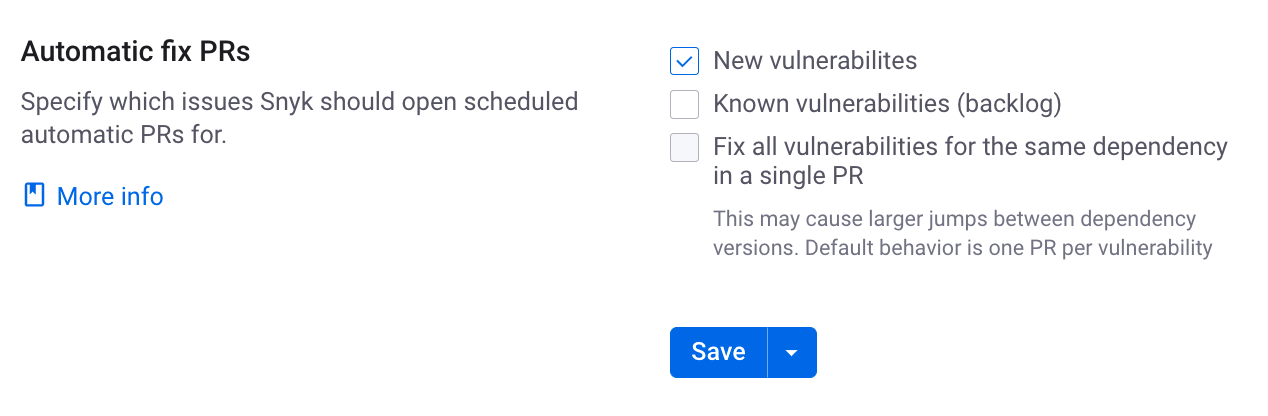 Automatic fix PRs
Specify which issues Snyk should open scheduled
automatic PRs for.
More info
New vulnerabilites
Known vulnerabilities (backlog)
Fix all vulnerabilities for the same dependency
in a single PR
This may cause larger jumps between dependency
versions. Default behavior is one PR per vulnerability
Save